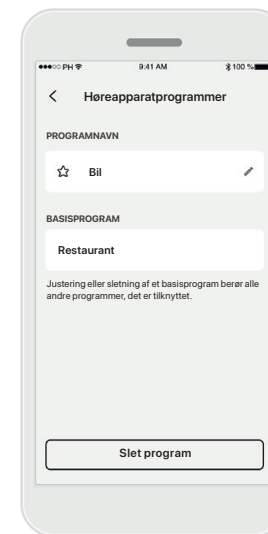 PH 9:41 AM 100 %
Høreapparatprogrammer
PROGRAMNAVN
Bil
BASISPROGRAM
Restaurant
Justering eller sletning af et basisprogram berør alle
andre programmer, det er tilknyttet.
Slet program